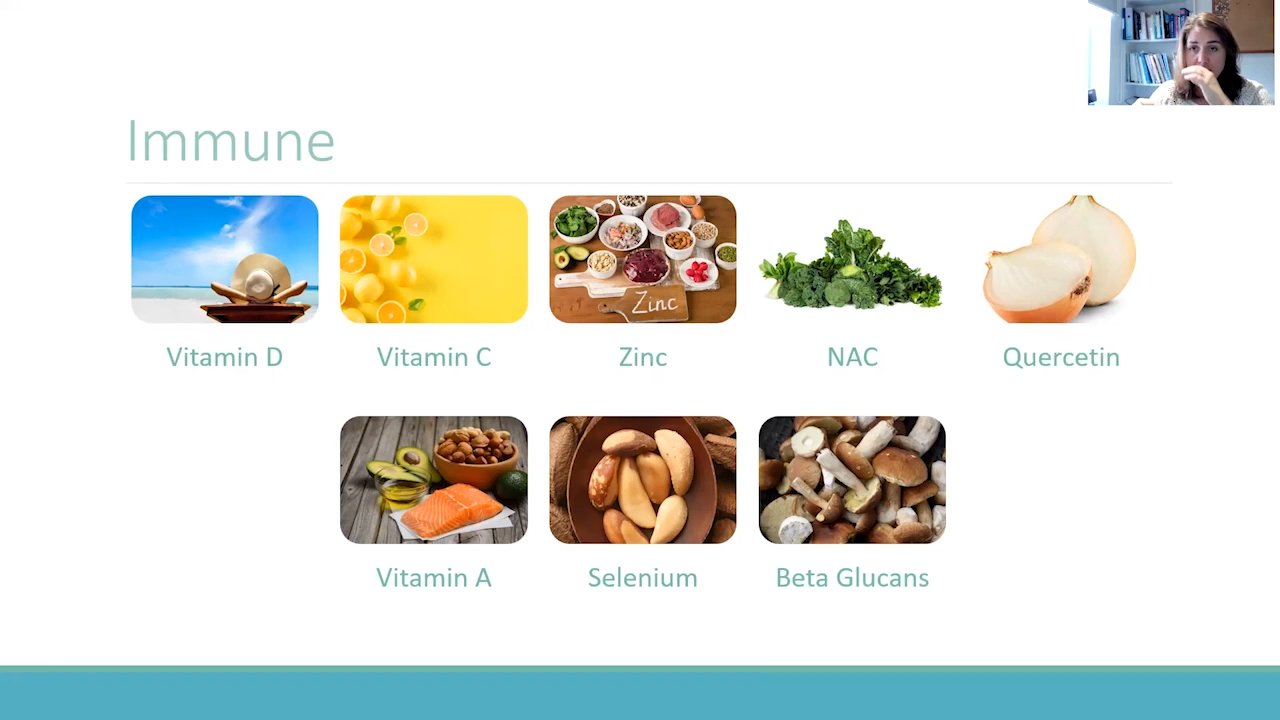 Immune
Zinc
Vitamin D
Vitamin C
Zinc
NAC
Quercetin
Vitamin A
Selenium
Beta Glucans